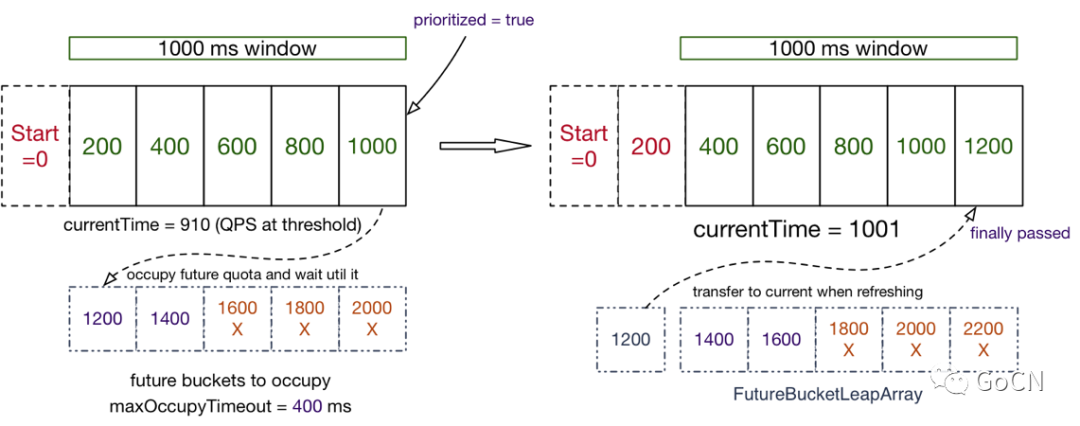 prioritized = true
1000 ms window
Start
=0
200
400
600
800
1000
currentTime = 910 (QPS at threshold)
occupy future quota and wait util it
1200
1400
1600
X
1800
X
2000
X
future buckets to occupy
maxOccupyTimeout = 400 ms
1000 ms window
Start
=0
200
400
600
800
1000
1200
currentTime = 1001
finally passed
transfer to current when refreshing
1200
1400
1600
1800
X
2000
X
2200
X
FutureBucketLeapArray
GoCN